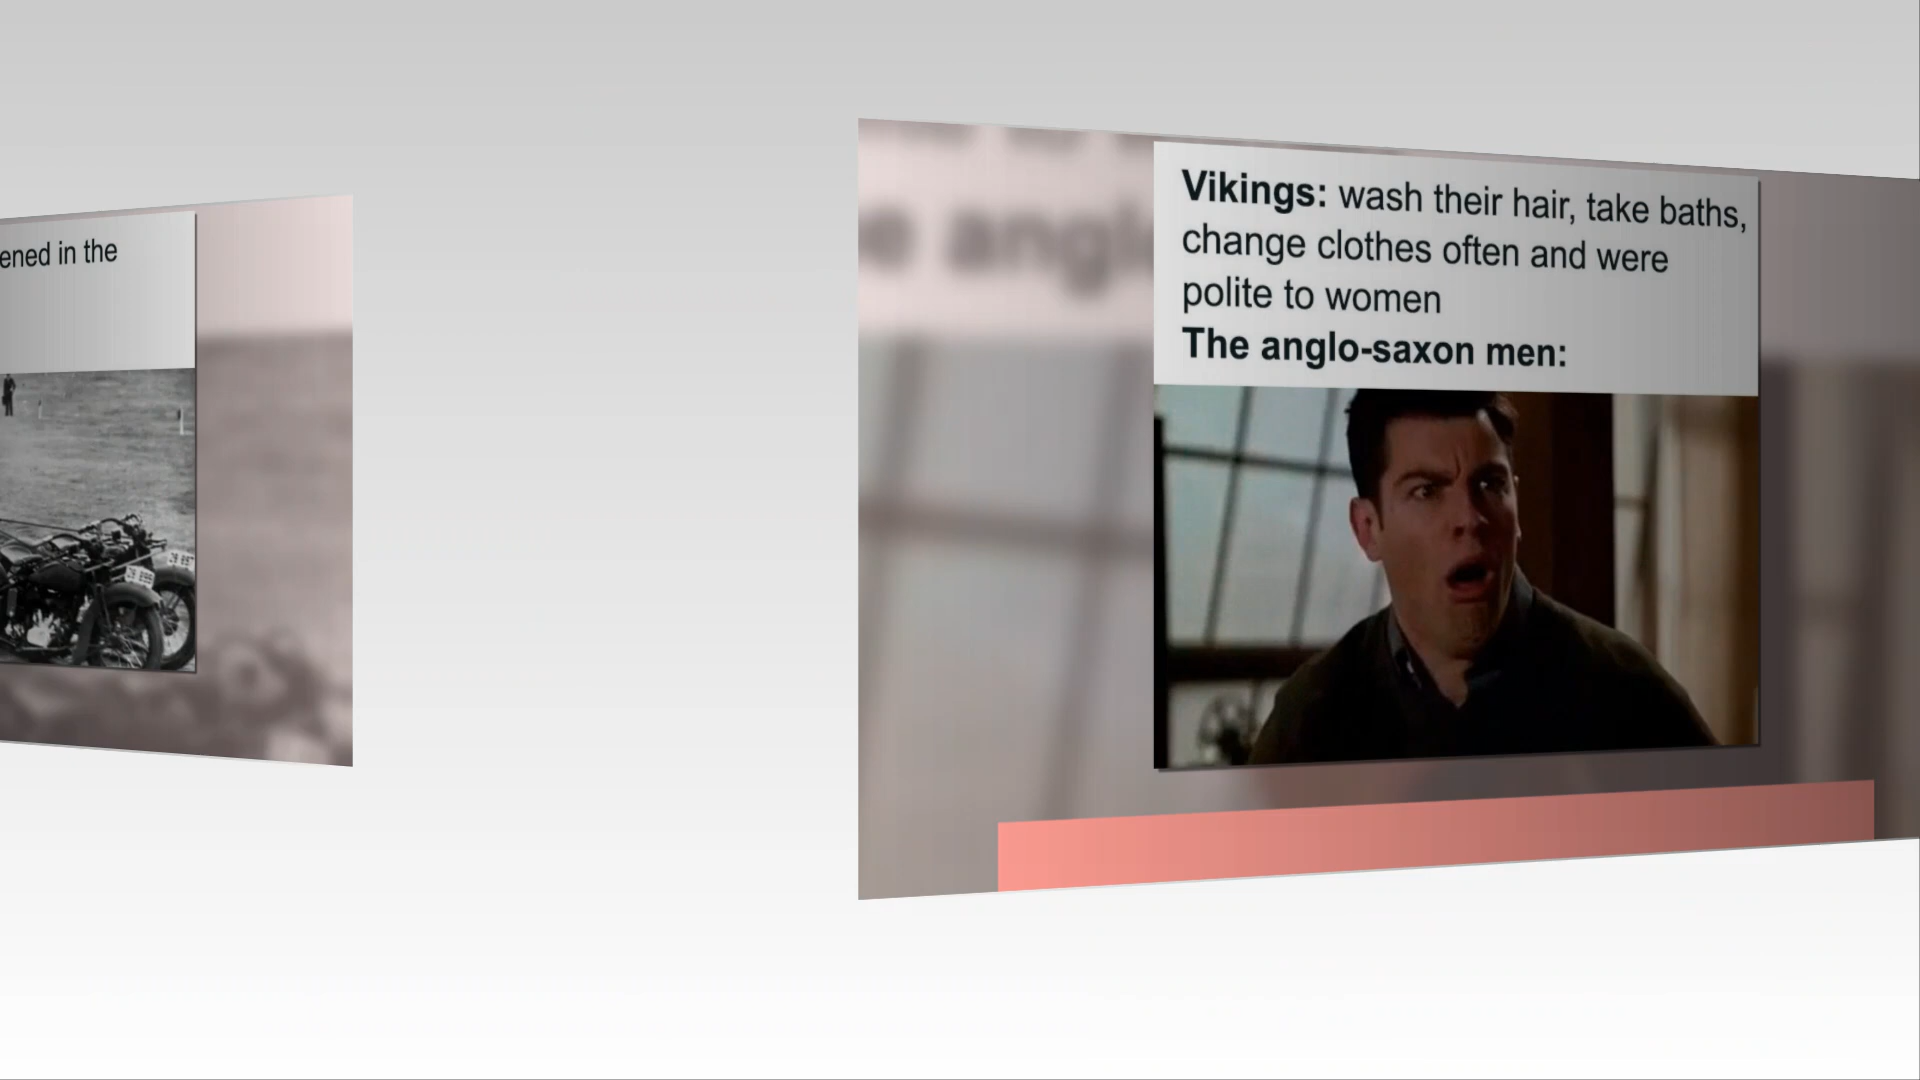 ened in the
Vikings: wash their hair, take baths,
change clothes often and were
polite to women
The anglo-saxon men:
e angl